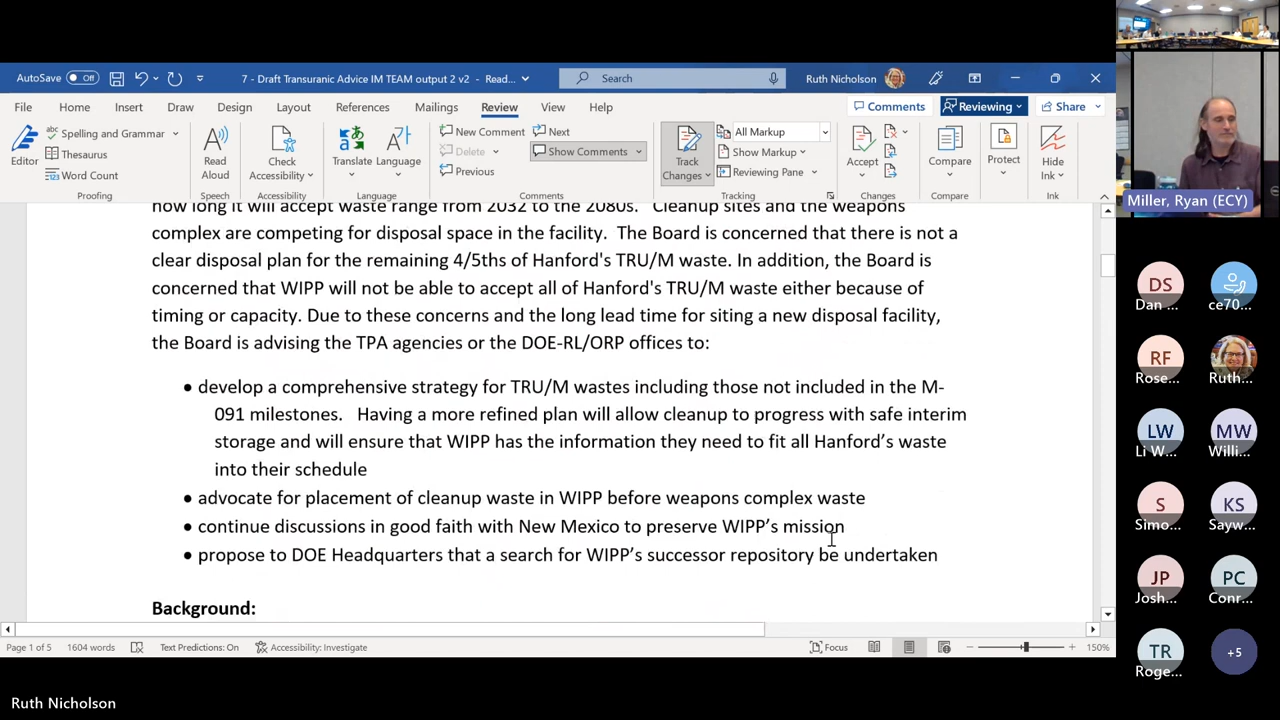 AutoSave Off
7 - Draft Transuranic Advice IM TEAM output 2 v2 - Read...
Search
Ruth Nicholson
File Home Insert Draw Design Layout References Mailings Review View Help
Comments Reviewing Share
Editor
abc
Spelling and Grammar
Thesaurus
123 Word Count
Proofing
Read Aloud
Speech
Check Accessibility
Accessibility
Translate Language
Language
New Comment
Delete
Previous
Next
Show Comments
Comments
Track Changes
All Markup
Show Markup
Reviewing Pane
Tracking
Accept
Changes
Compare
Compare
Protect
Hide Ink
Ink
how long it will accept waste range from 2032 to the 2080s. Cleanup sites and the weapons
complex are competing for disposal space in the facility. The Board is concerned that there is not a
clear disposal plan for the remaining 4/5ths of Hanford's TRU/M waste. In addition, the Board is
concerned that WIPP will not be able to accept all of Hanford's TRU/M waste either because of
timing or capacity. Due to these concerns and the long lead time for siting a new disposal facility,
the Board is advising the TPA agencies or the DOE-RL/ORP offices to:
• develop a comprehensive strategy for TRU/M wastes including those not included in the M-
091 milestones. Having a more refined plan will allow cleanup to progress with safe interim
storage and will ensure that WIPP has the information they need to fit all Hanford’s waste
into their schedule
• advocate for placement of cleanup waste in WIPP before weapons complex waste
• continue discussions in good faith with New Mexico to preserve WIPP’s mission
• propose to DOE Headquarters that a search for WIPP’s successor repository be undertaken
Background:
Page 1 of 5 1604 words Text Predictions: On Accessibility: Investigate Focus 150%
Ruth Nicholson
Miller, Ryan (ECY)
DS
Dan ...
ce70...
RF
Rose...
Ruth...
LW
Li W...
MW
Willi...
S
Simo...
KS
Sayw...
JP
Josh...
PC
Conr...
TR
Roge...
+5